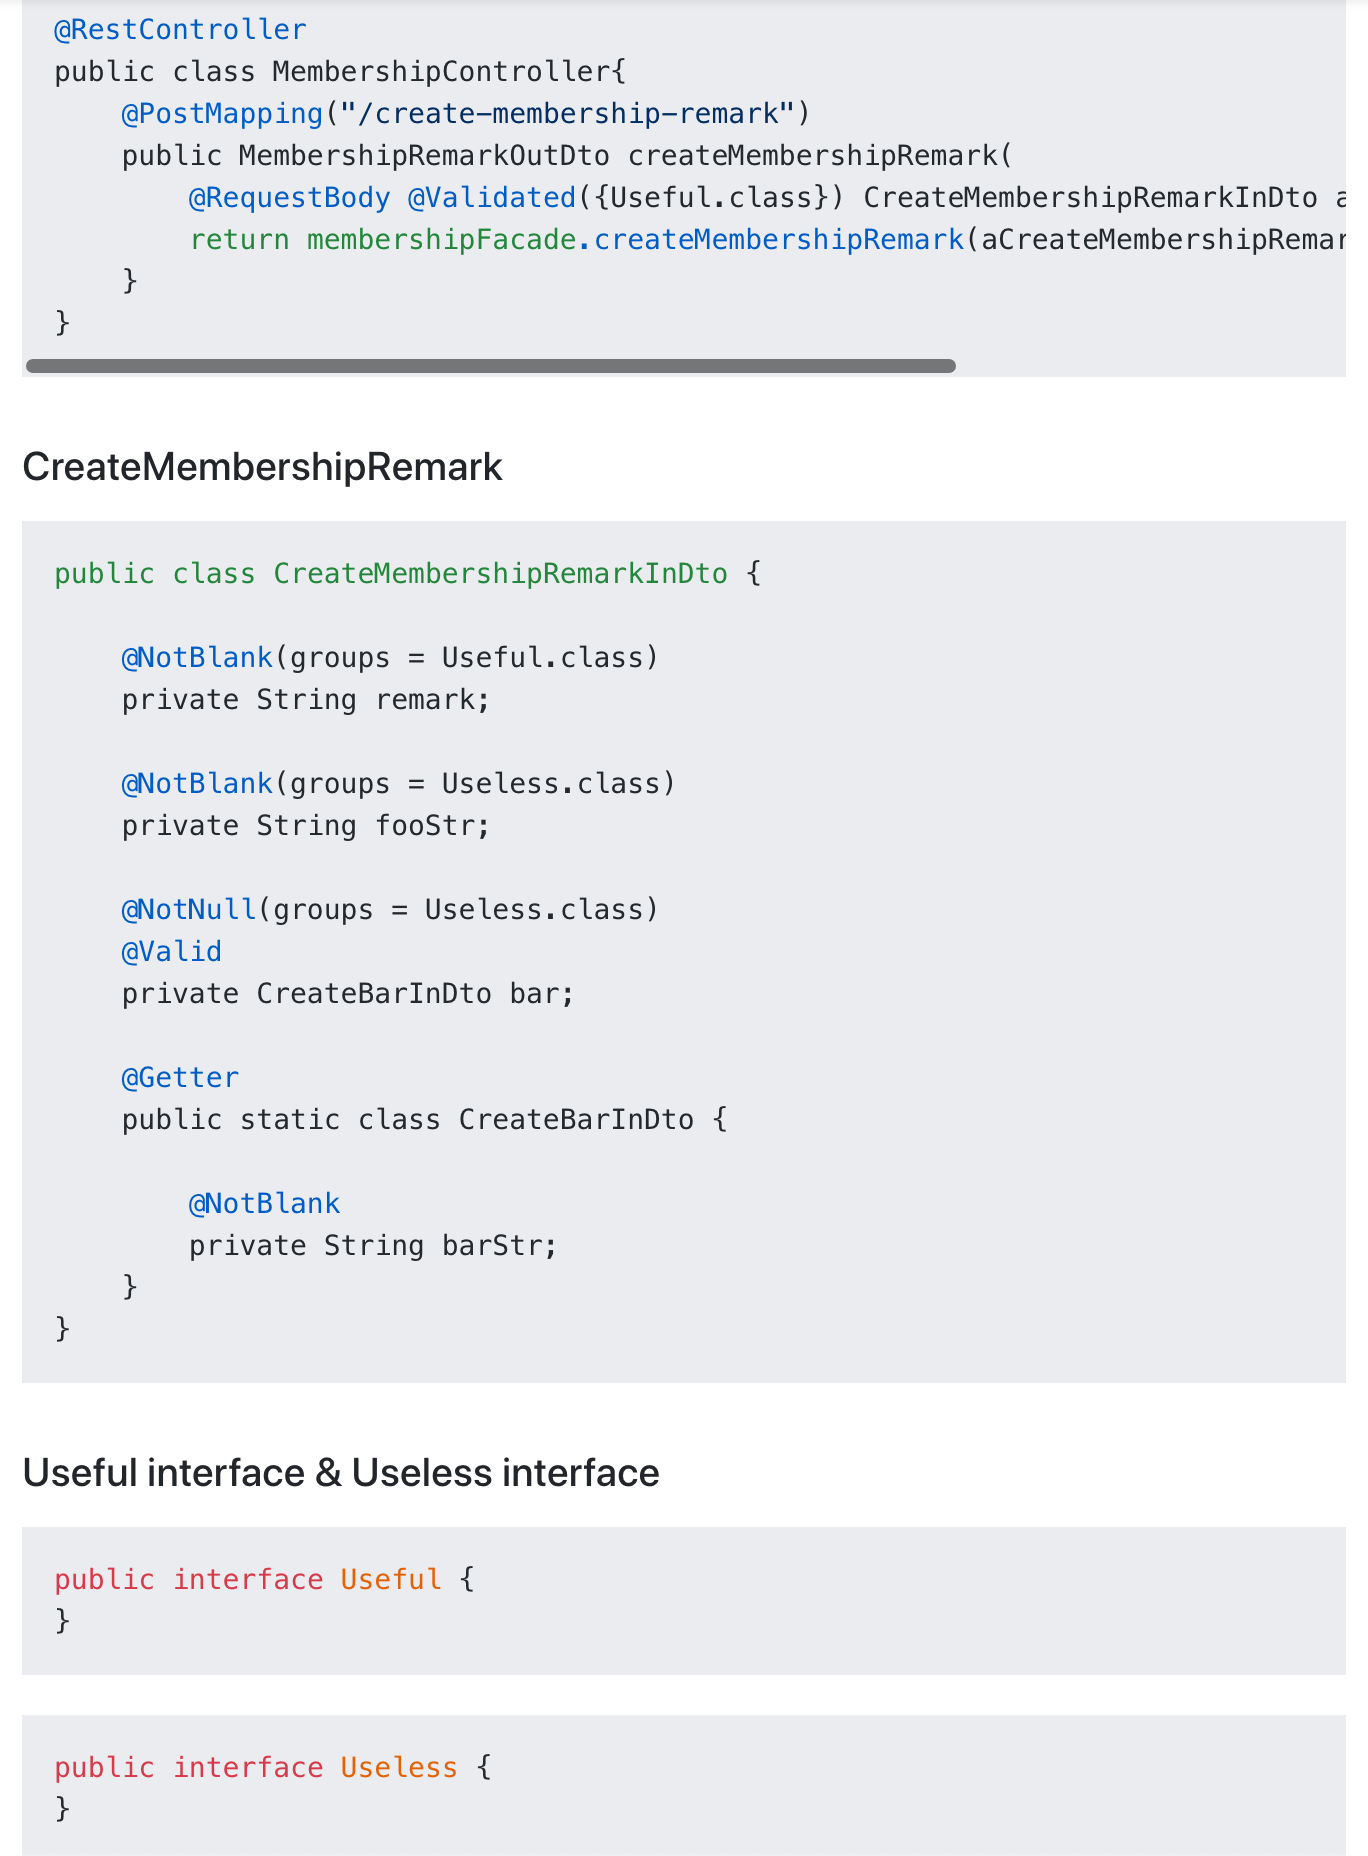 @RestController
public class MembershipController{
    @PostMapping("/create-membership-remark")
    public MembershipRemarkOutDto createMembershipRemark(
        @RequestBody @Validated({Useful.class}) CreateMembershipRemarkInDto a
        return membershipFacade.createMembershipRemark(aCreateMembershipRemar
    }
}
CreateMembershipRemark
public class CreateMembershipRemarkInDto {
    @NotBlank(groups = Useful.class)
    private String remark;
    @NotBlank(groups = Useless.class)
    private String fooStr;
    @NotNull(groups = Useless.class)
    @Valid
    private CreateBarInDto bar;
    @Getter
    public static class CreateBarInDto {
        @NotBlank
        private String barStr;
    }
}
Useful interface & Useless interface
public interface Useful {
}
public interface Useless {
}